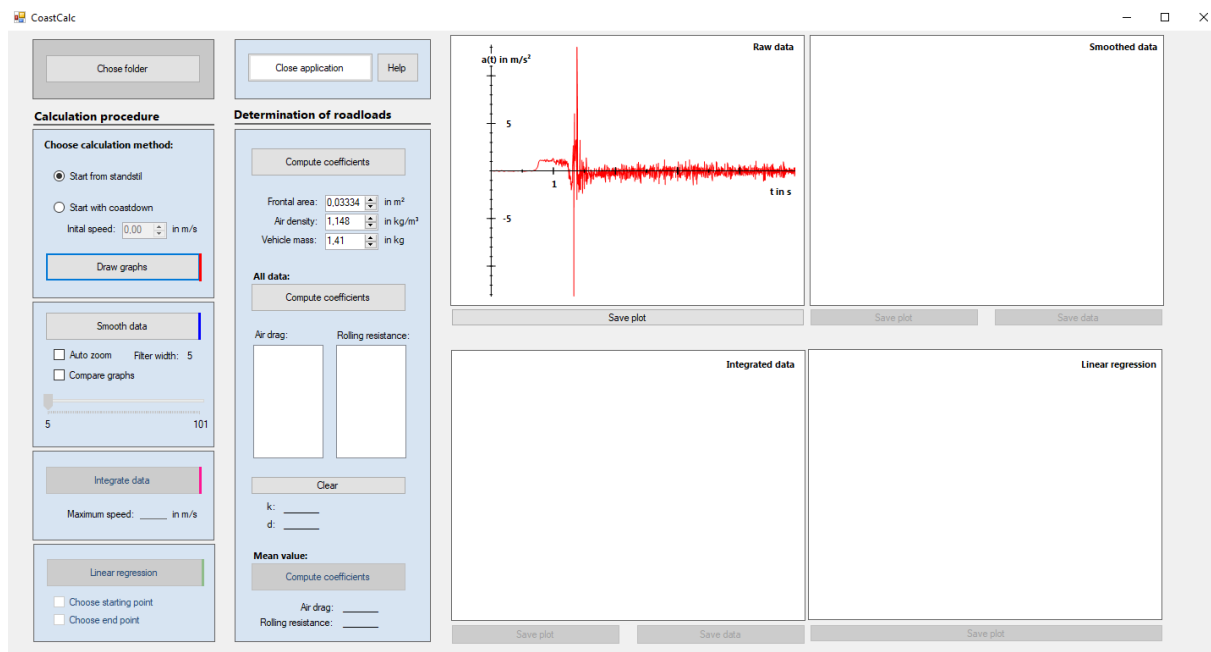 CoastCalc
Chose folder
Calculation procedure
Choose calculation method:
Start from standstil
Start with coastdown
Inital speed: 0,00 in m/s
Draw graphs
Smooth data
Auto zoom Filter width: 5
Compare graphs
5 101
Integrate data
Maximum speed: _____ in m/s
Linear regression
Choose starting point
Choose end point
Close application Help
Determination of roadloads
Compute coefficients
Frontal area: 0,03334 in m²
Air density: 1,148 in kg/m³
Vehicle mass: 1,41 in kg
All data:
Compute coefficients
Air drag: Rolling resistance:
Clear
k: ______
d: ______
Mean value:
Compute coefficients
Air drag: ______
Rolling resistance: ______
Raw data
a(t) in m/s²
5
1
t in s
-5
Save plot
Smoothed data
Save plot Save data
Integrated data
Save plot Save data
Linear regression
Save plot